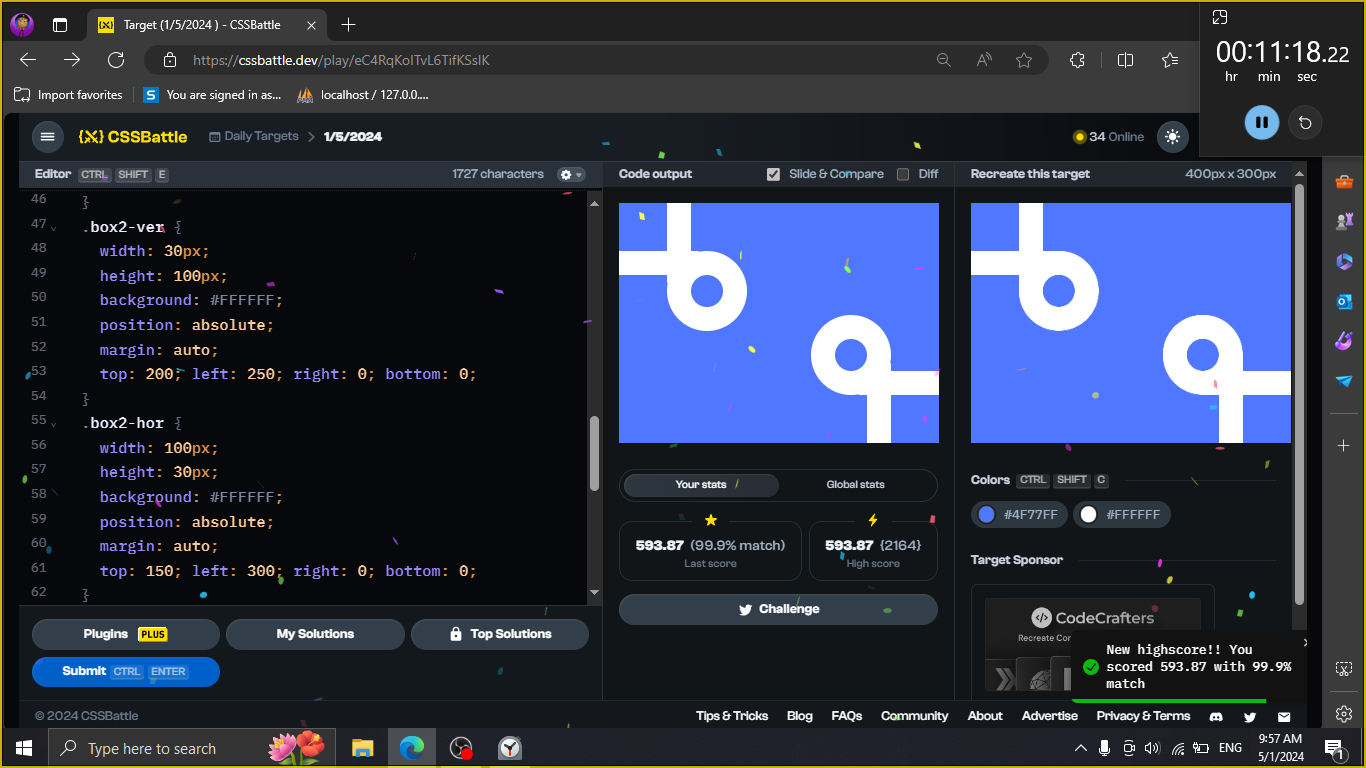 Target (1/5/2024 ) - CSSBattle
https://cssbattle.dev/play/eC4RqKoITvL6TifKSsIK
Import favorites
S You are signed in as...
localhost / 127.0.0....
00:11:18.22
hr min sec
{X} CSSBattle
Daily Targets > 1/5/2024
34 Online
Editor CTRL SHIFT E
1727 characters
Code output
Slide & Compare
Diff
Recreate this target
400px x 300px
46 }
47 .box2-ver {
48 width: 30px;
49 height: 100px;
50 background: #FFFFFF;
51 position: absolute;
52 margin: auto;
53 top: 200; left: 250; right: 0; bottom: 0;
54 }
55 .box2-hor {
56 width: 100px;
57 height: 30px;
58 background: #FFFFFF;
59 position: absolute;
60 margin: auto;
61 top: 150; left: 300; right: 0; bottom: 0;
62 }
Your stats
Global stats
593.87 (99.9% match)
Last score
593.87 {2164}
High score
Challenge
Colors CTRL SHIFT C
#4F77FF
#FFFFFF
Target Sponsor
CodeCrafters
Recreate Con
New highscore!! You
scored 593.87 with 99.9%
match
Plugins PLUS
My Solutions
Top Solutions
Submit CTRL ENTER
© 2024 CSSBattle
Tips & Tricks
Blog
FAQs
Community
About
Advertise
Privacy & Terms
Type here to search
ENG
9:57 AM
5/1/2024
1